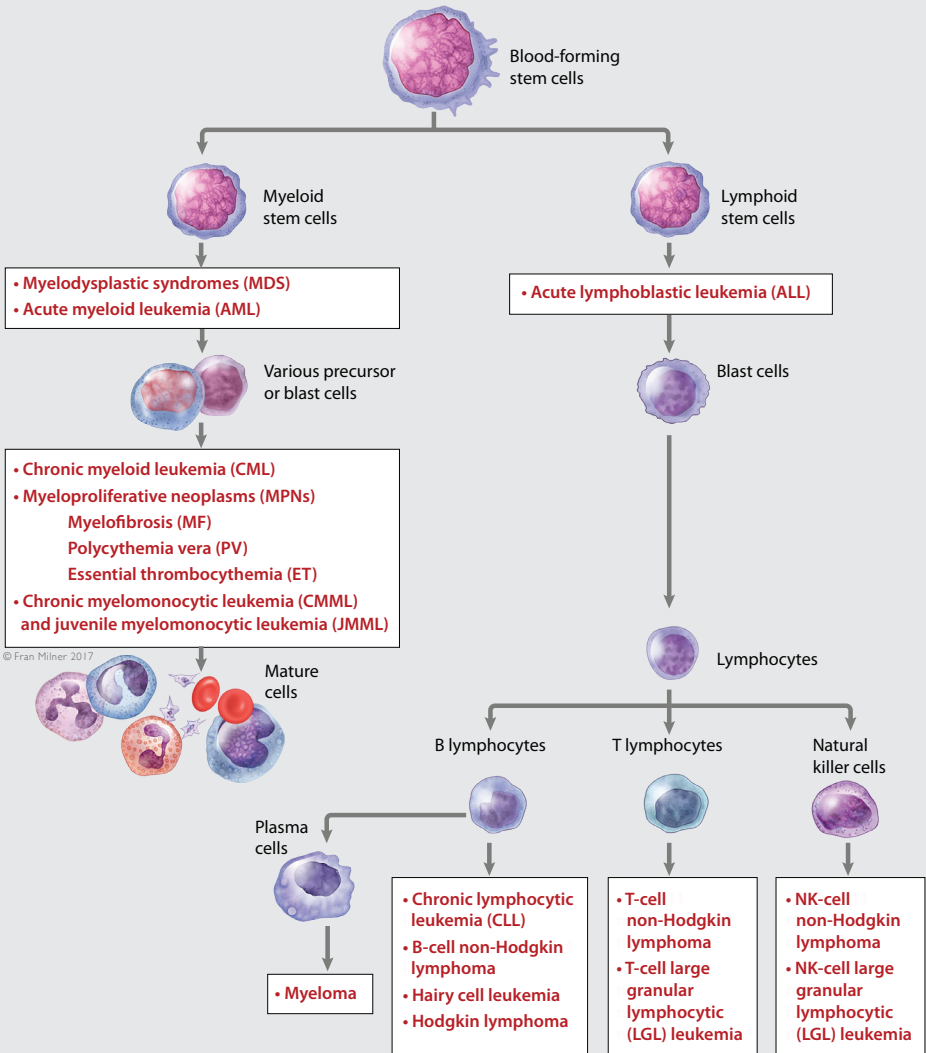 Blood-forming
stem cells
Myeloid
stem cells
Lymphoid
stem cells
• Myelodysplastic syndromes (MDS)
• Acute myeloid leukemia (AML)
• Acute lymphoblastic leukemia (ALL)
Various precursor
or blast cells
Blast cells
• Chronic myeloid leukemia (CML)
• Myeloproliferative neoplasms (MPNs)
Myelofibrosis (MF)
Polycythemia vera (PV)
Essential thrombocythemia (ET)
• Chronic myelomonocytic leukemia (CMML)
and juvenile myelomonocytic leukemia (JMML)
© Fran Milner 2017
Mature
cells
Lymphocytes
B lymphocytes
T lymphocytes
Natural
killer cells
Plasma
cells
• Myeloma
• Chronic lymphocytic
leukemia (CLL)
• B-cell non-Hodgkin
lymphoma
• Hairy cell leukemia
• Hodgkin lymphoma
• T-cell
non-Hodgkin
lymphoma
• T-cell large
granular
lymphocytic
(LGL) leukemia
• NK-cell
non-Hodgkin
lymphoma
• NK-cell large
granular
lymphocytic
(LGL) leukemia